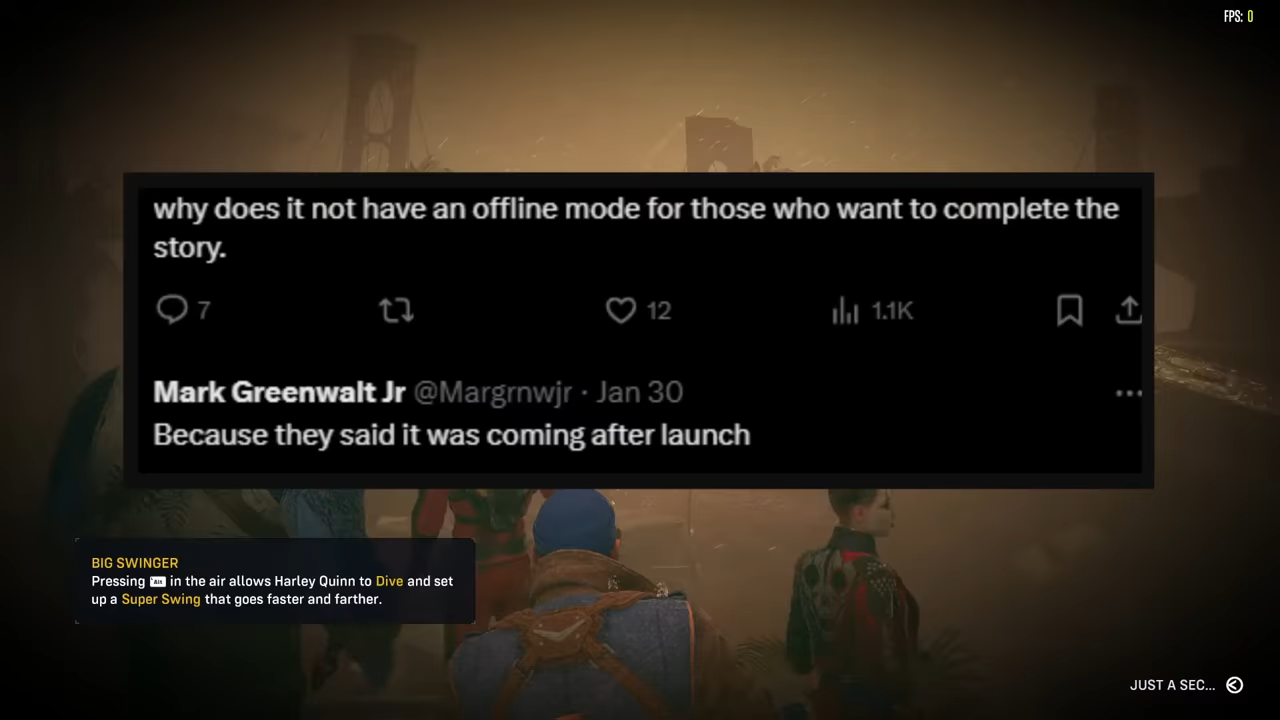 FPS: 0
why does it not have an offline mode for those who want to complete the
story.
7 12 1.1K
Mark Greenwalt Jr @Margrnwjr · Jan 30
Because they said it was coming after launch
BIG SWINGER
Pressing Alt in the air allows Harley Quinn to Dive and set
up a Super Swing that goes faster and farther.
JUST A SEC...